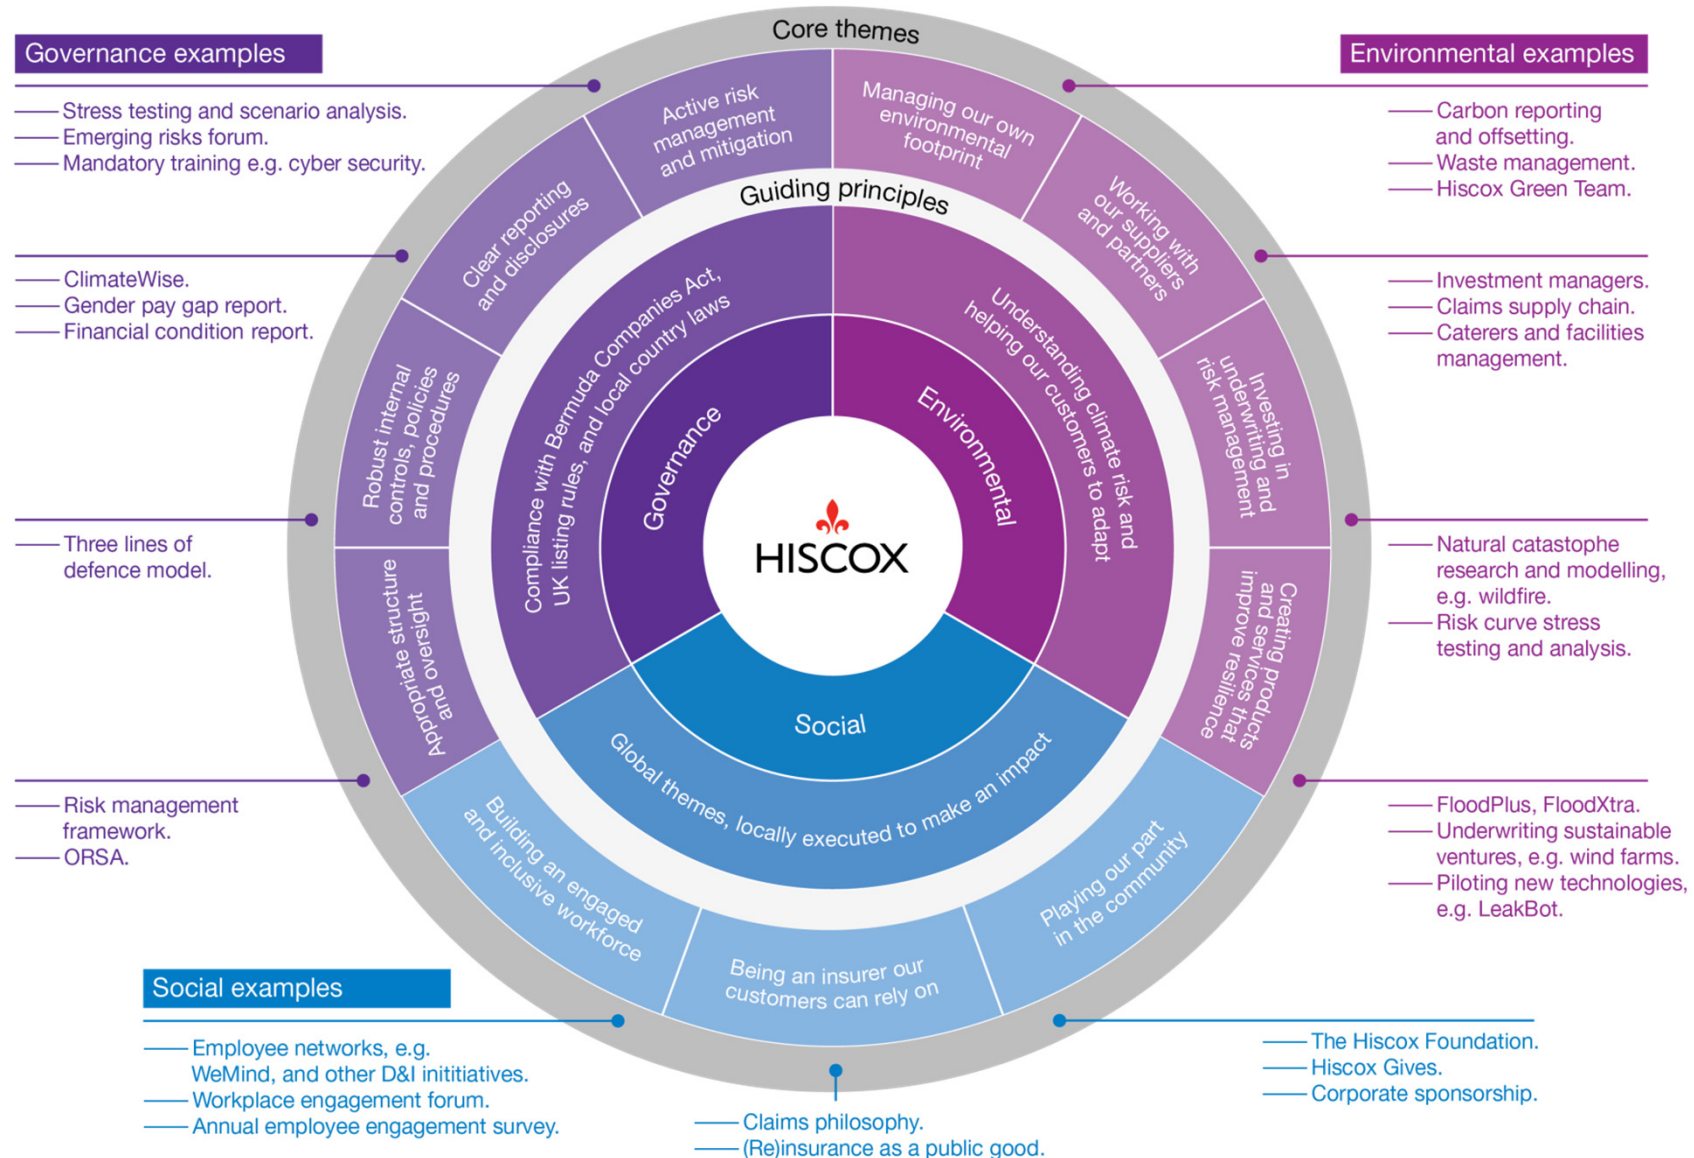 Core themes
Governance examples
Stress testing and scenario analysis.
Emerging risks forum.
Mandatory training e.g. cyber security.
ClimateWise.
Gender pay gap report.
Financial condition report.
Three lines of
defence model.
Risk management
framework.
ORSA.
Environmental examples
Carbon reporting
and offsetting.
Waste management.
Hiscox Green Team.
Investment managers.
Claims supply chain.
Caterers and facilities
management.
Natural catastophe
research and modelling,
e.g. wildfire.
Risk curve stress
testing and analysis.
FloodPlus, FloodXtra.
Underwriting sustainable
ventures, e.g. wind farms.
Piloting new technologies,
e.g. LeakBot.
Active risk
management
and mitigation
Clear reporting
and disclosures
Robust internal
controls, policies
and procedures
Appropriate structure
and oversight
Managing our own
environmental
footprint
Working with
our suppliers
and partners
Investing in
underwriting and
risk management
Creating products
and services that
improve resilience
Playing our part
in the community
Being an insurer our
customers can rely on
Building an engaged
and inclusive workforce
Guiding principles
Compliance with Bermuda Companies Act,
UK listing rules, and local country laws
Understanding climate risk and
helping our customers to adapt
Global themes, locally executed to make an impact
Governance
Environmental
Social
HISCOX
Social examples
Employee networks, e.g.
WeMind, and other D&I inititiatives.
Workplace engagement forum.
Annual employee engagement survey.
Claims philosophy.
(Re)insurance as a public good.
The Hiscox Foundation.
Hiscox Gives.
Corporate sponsorship.